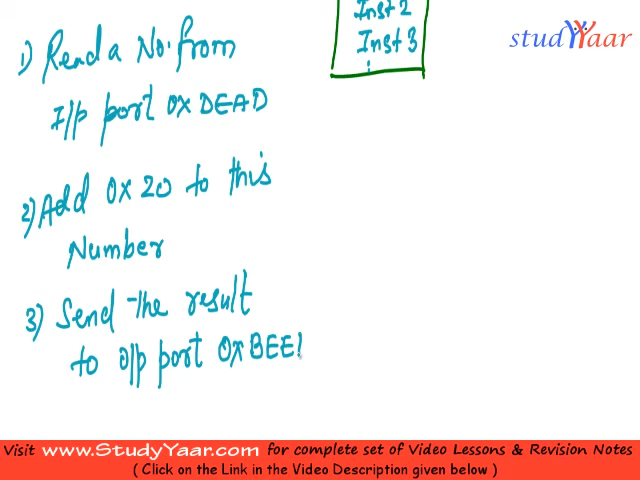 Inst 2
Inst 3
studYYaar
1) Read a No. from
I/p port 0X DEAD
2) Add 0X 20 to this
Number
3) Send the result
to O/p port 0X BEE
Visit www.StudyYaar.com for complete set of Video Lessons & Revision Notes
( Click on the Link in the Video Description given below )